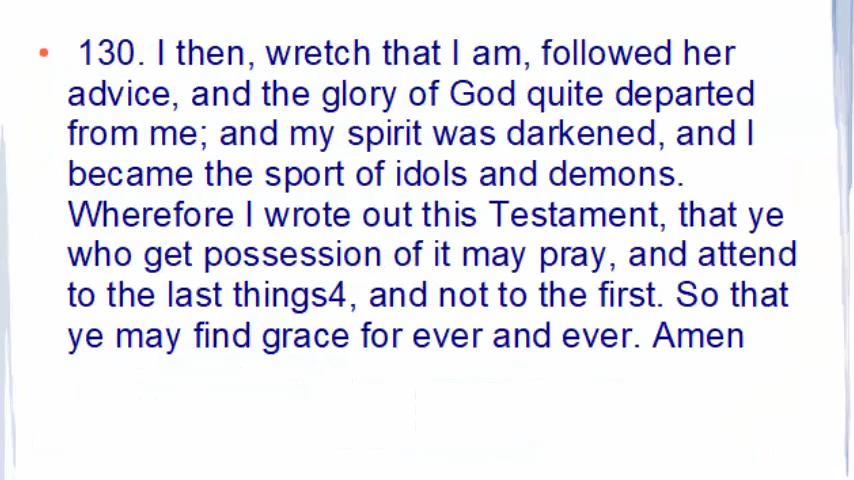 • 130. I then, wretch that I am, followed her
advice, and the glory of God quite departed
from me; and my spirit was darkened, and I
became the sport of idols and demons.
Wherefore I wrote out this Testament, that ye
who get possession of it may pray, and attend
to the last things4, and not to the first. So that
ye may find grace for ever and ever. Amen